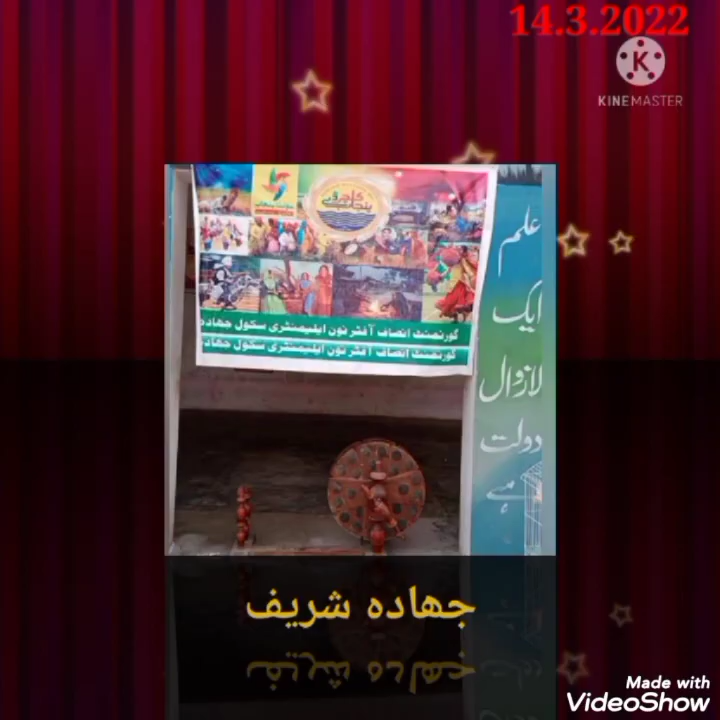 14.3.2022
K
KINEMASTER
گورنمنٹ انصاف آفٹر نون ایلیمنٹری سکول جھادہ
گورنمنٹ انصاف آفٹر نون ایلیمنٹری سکول جھادہ
علم
ایک
لازوال
دولت
ہے
جھادہ شریف
Made with
VideoShow